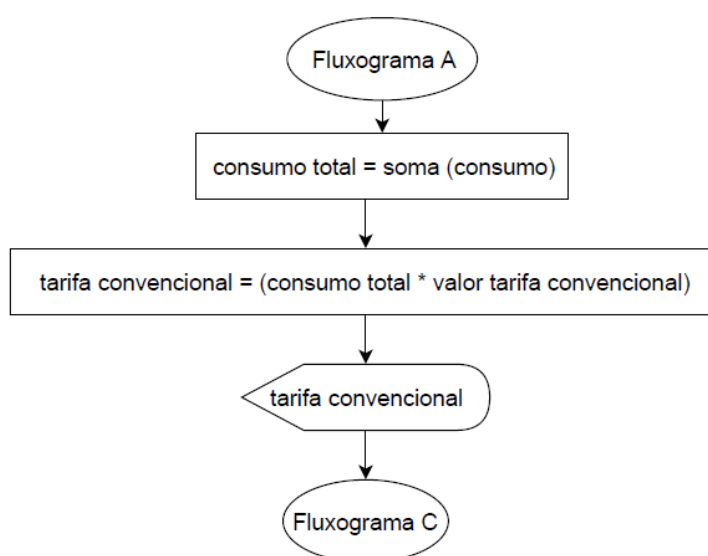 Fluxograma A
consumo total = soma (consumo)
tarifa convencional = (consumo total * valor tarifa convencional)
tarifa convencional
Fluxograma C